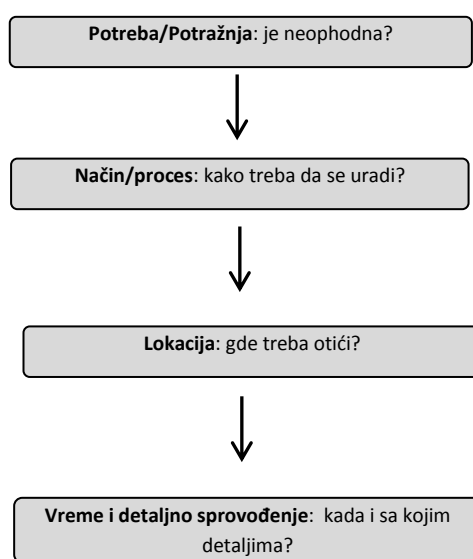 Potreba/Potražnja: je neophodna?
Način/proces: kako treba da se uradi?
Lokacija: gde treba otići?
Vreme i detaljno sprovođenje: kada i sa kojim
detaljima?